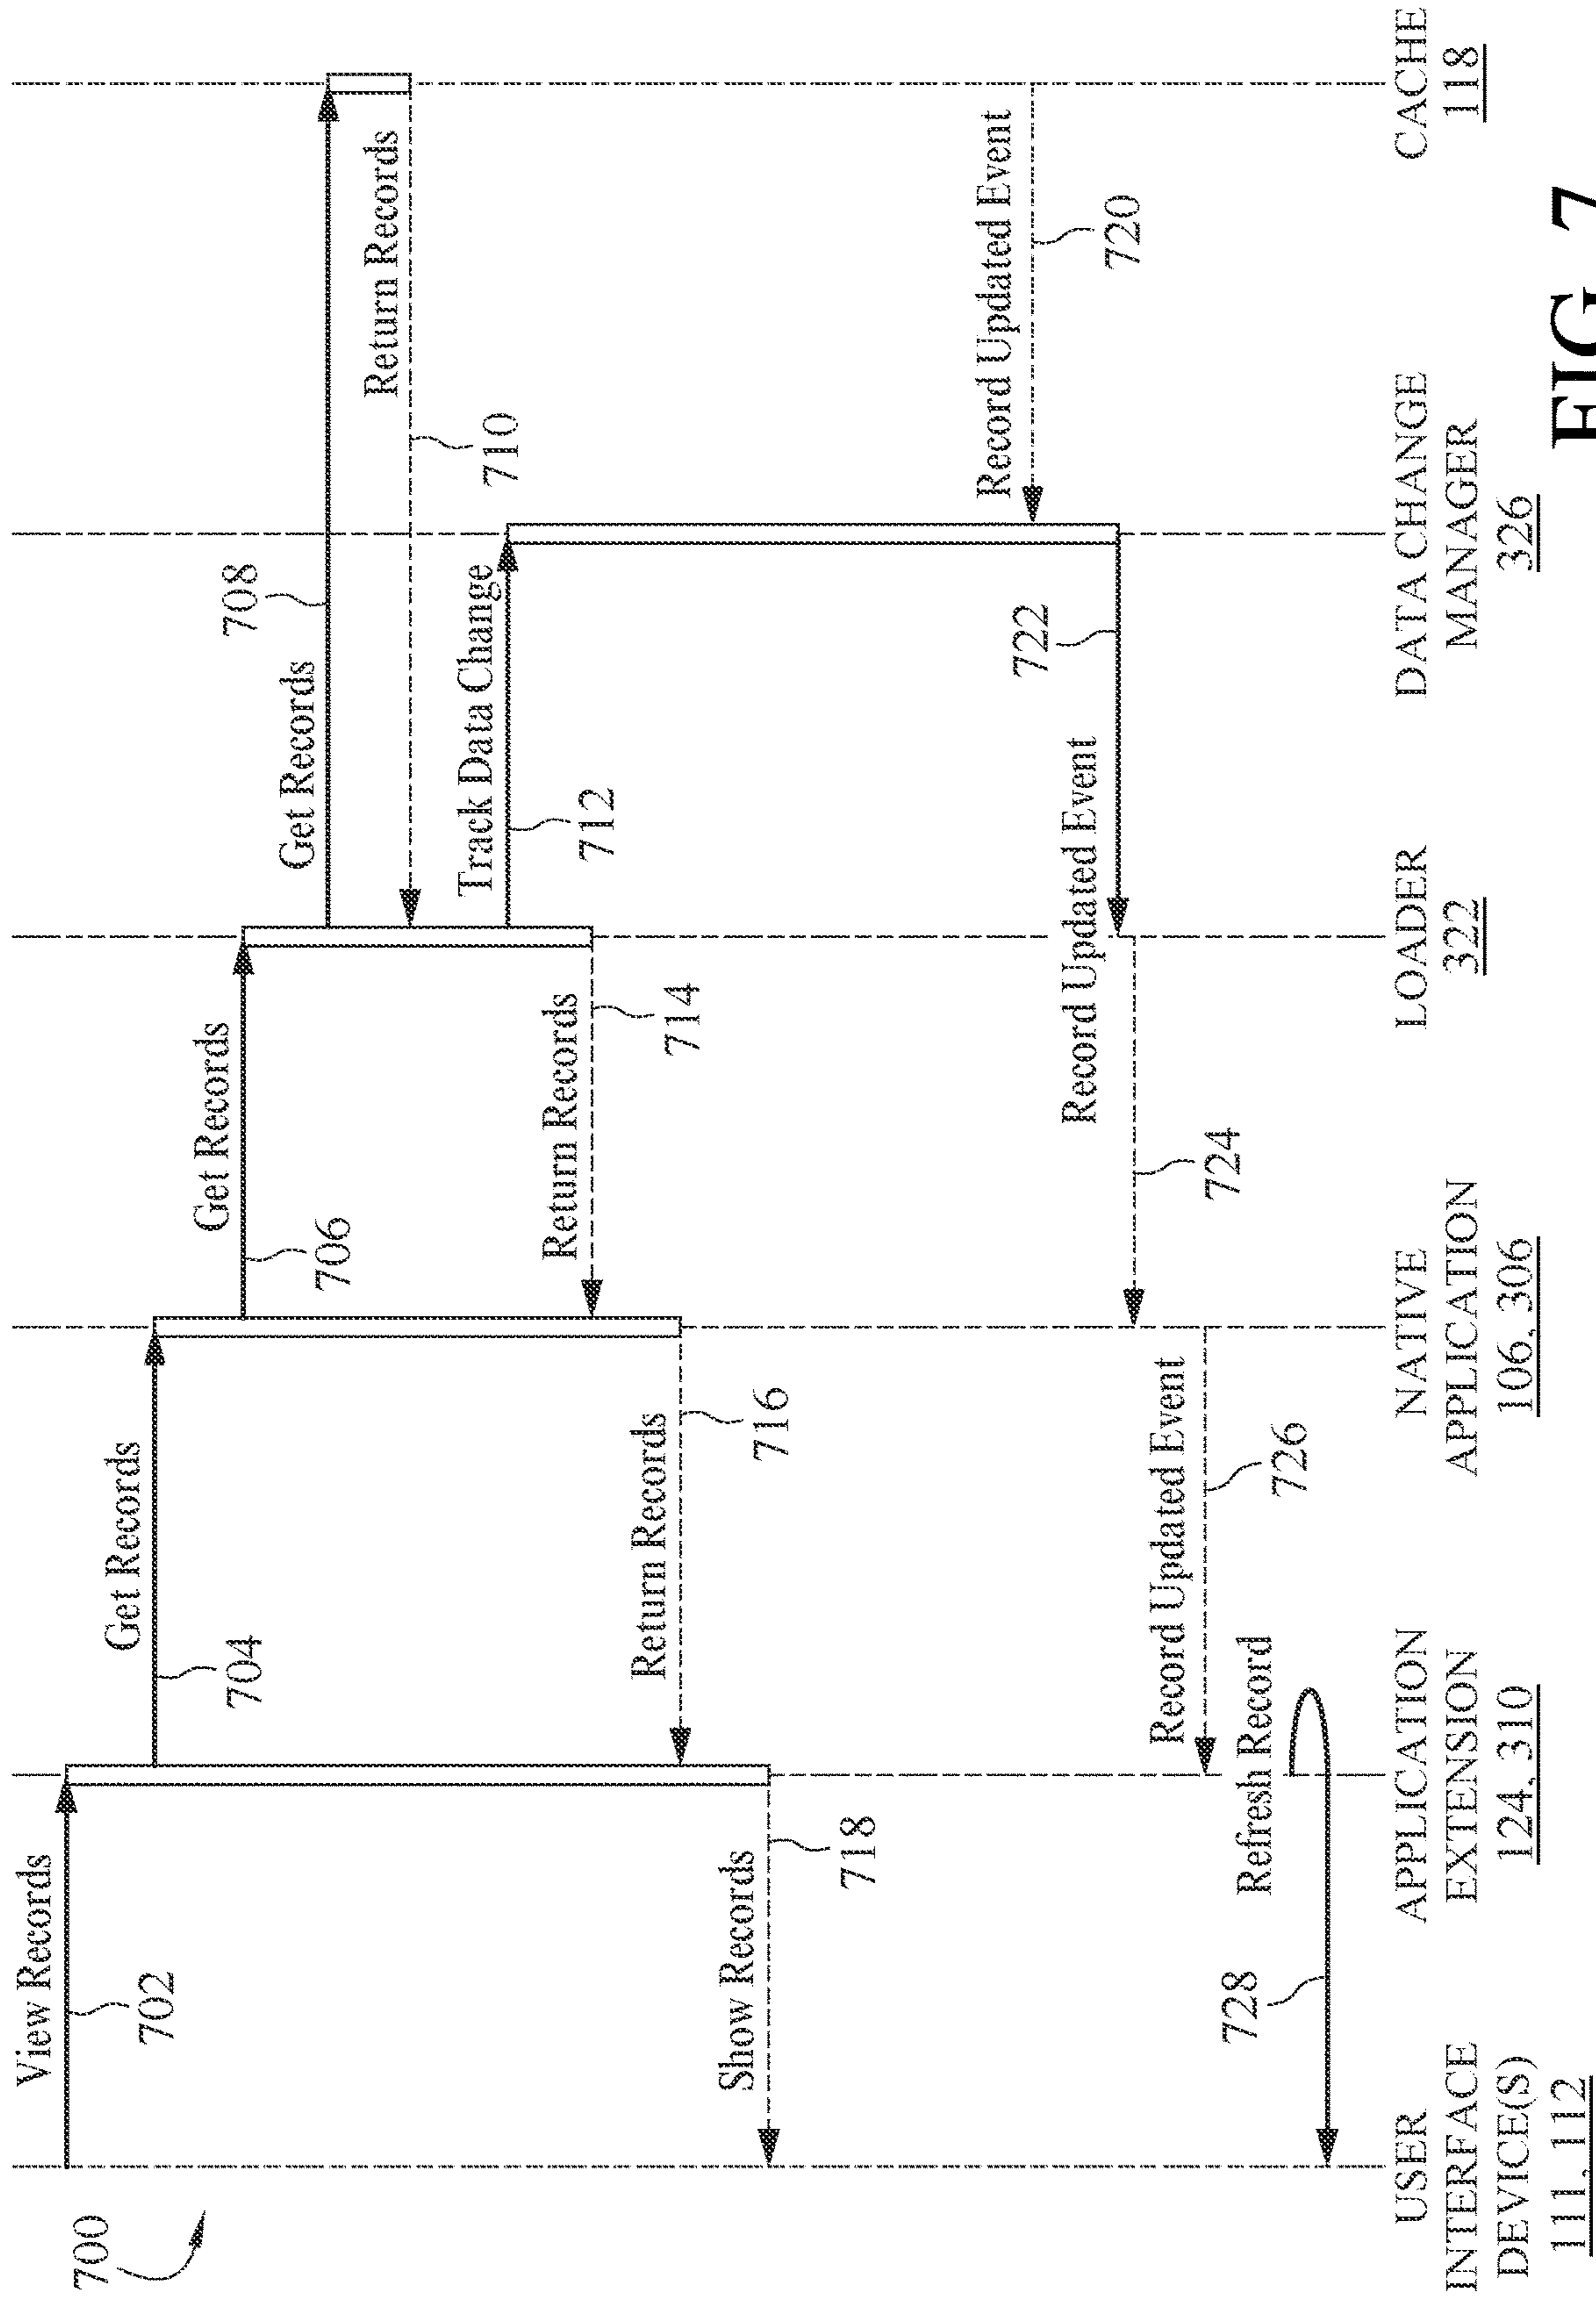 700
View Records
702
Get Records
704
Get Records
706
Get Records
708
Return Records
710
Track Data Change
712
Return Records
714
Return Records
716
Show Records
718
Record Updated Event
720
Record Updated Event
722
724
Record Updated Event
726
Refresh Record
728
USER
INTERFACE
DEVICE(S)
111, 112
APPLICATION
EXTENSION
124, 310
NATIVE
APPLICATION
106, 306
LOADER
322
DATA CHANGE
MANAGER
326
CACHE
118
FIG. 7